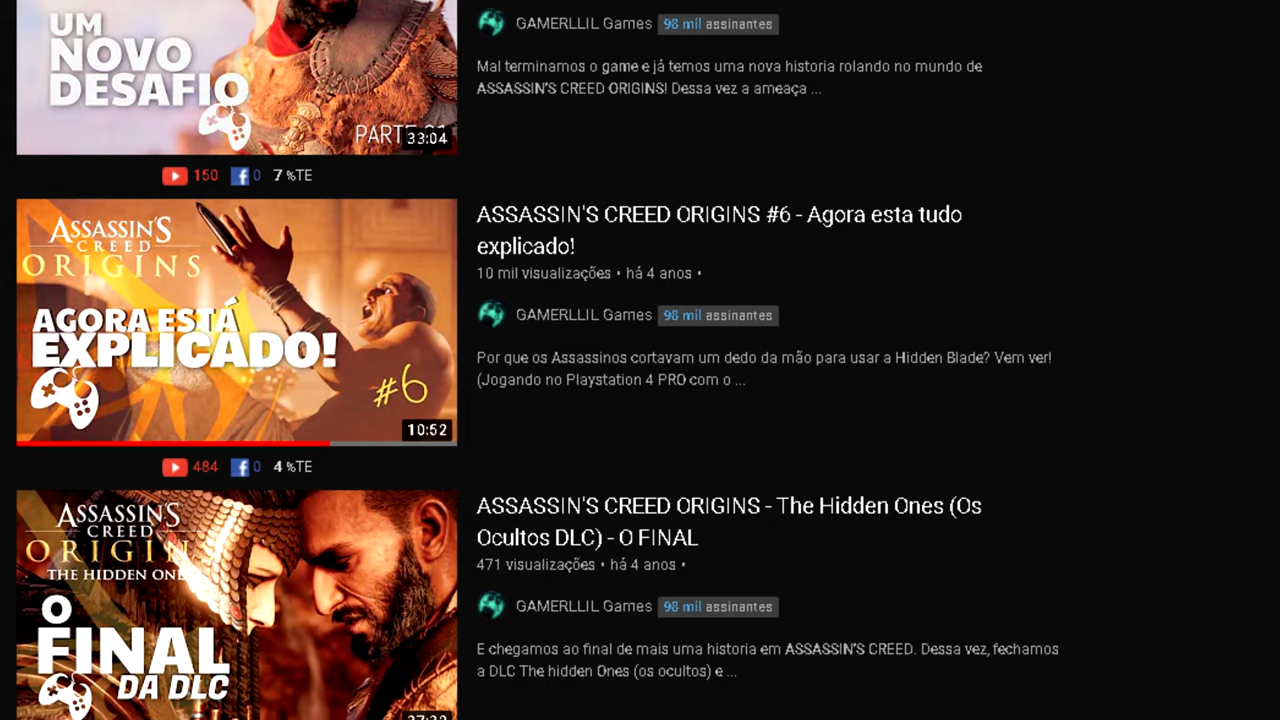 UM
NOVO
DESAFIO
PARTE 01
33:04
GAMERLLIL Games 98 mil assinantes
Mal terminamos o game e já temos uma nova historia rolando no mundo de
ASSASSIN'S CREED ORIGINS! Dessa vez a ameaça ...
150 0 7 %TE
ASSASSIN'S
CREED
ORIGINS
AGORA ESTÁ
EXPLICADO!
#6
10:52
ASSASSIN'S CREED ORIGINS #6 - Agora esta tudo
explicado!
10 mil visualizações • há 4 anos •
GAMERLLIL Games 98 mil assinantes
Por que os Assassinos cortavam um dedo da mão para usar a Hidden Blade? Vem ver!
(Jogando no Playstation 4 PRO com o ...
484 0 4 %TE
ASSASSIN'S
CREED
ORIGIN
THE HIDDEN ONE
O
FINAL
DA DLC
ASSASSIN'S CREED ORIGINS - The Hidden Ones (Os
Ocultos DLC) - O FINAL
471 visualizações • há 4 anos •
GAMERLLIL Games 98 mil assinantes
E chegamos ao final de mais uma historia em ASSASSIN'S CREED. Dessa vez, fechamos
a DLC The hidden Ones (os ocultos) e ...